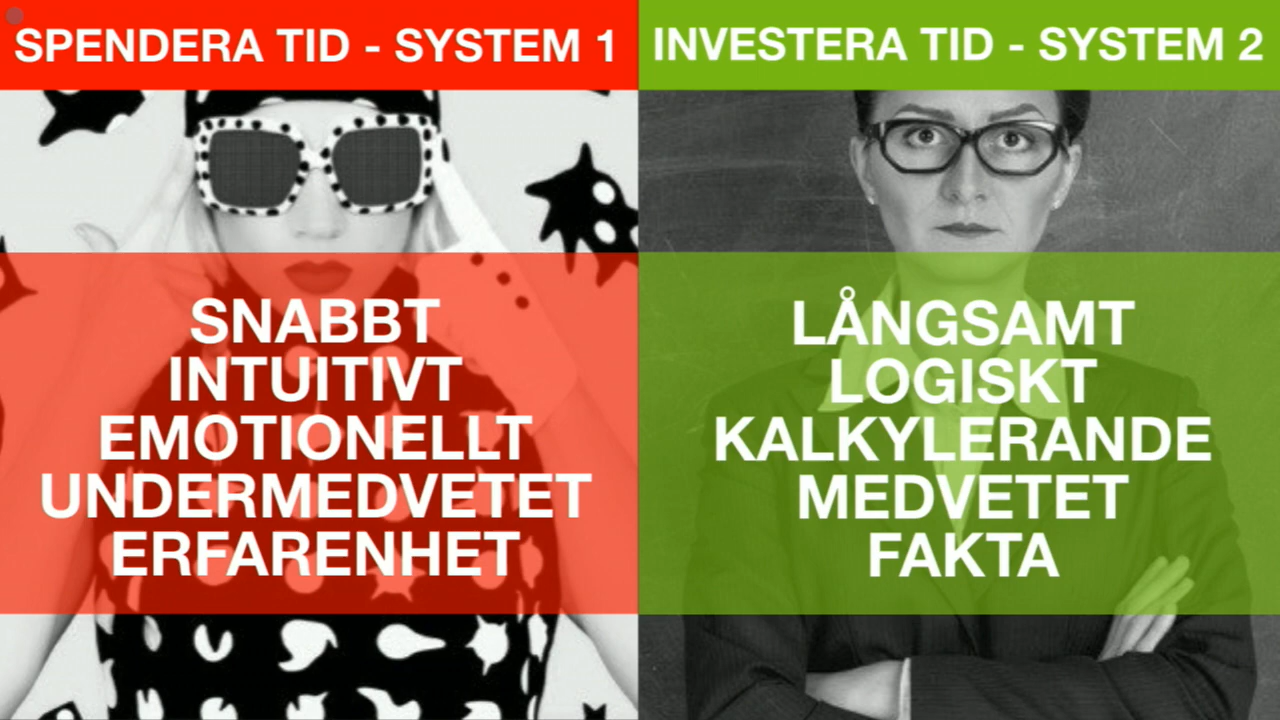 SPENDERA TID - SYSTEM 1
SNABBT
INTUITIVT
EMOTIONELLT
UNDERMEDVETET
ERFARENHET
INVESTERA TID - SYSTEM 2
LÅNGSAMT
LOGISKT
KALKYLERANDE
MEDVETET
FAKTA